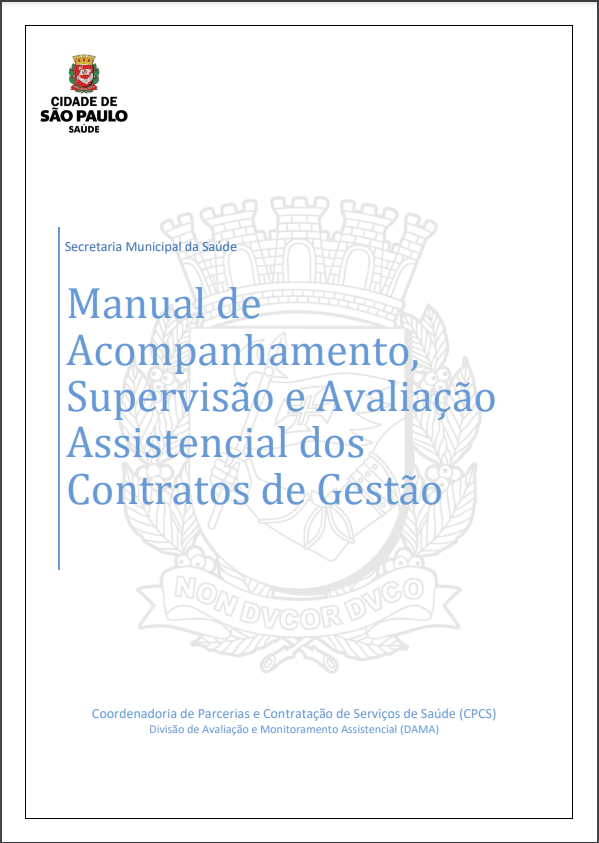 CIDADE DE
SÃO PAULO
SAÚDE
Secretaria Municipal da Saúde
Manual de
Acompanhamento,
Supervisão e Avaliação
Assistencial dos
Contratos de Gestão
NON DVCOR DVCO
Coordenadoria de Parcerias e Contratação de Serviços de Saúde (CPCS)
Divisão de Avaliação e Monitoramento Assistencial (DAMA)